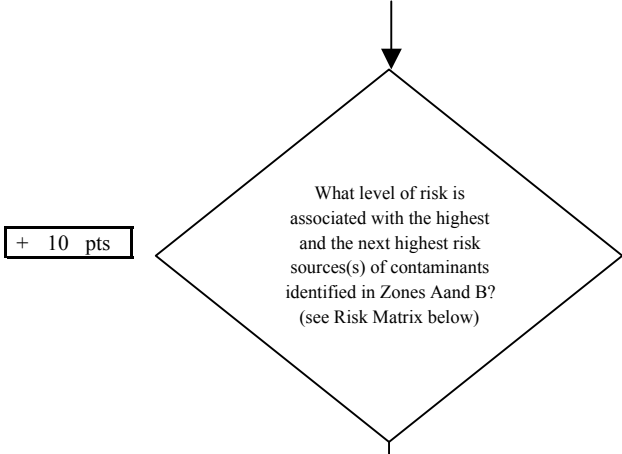 What level of risk is
associated with the highest
and the next highest risk
+ 10 pts
sources(s) of contaminants
identified in Zones Aand B?
(see Risk Matrix below)